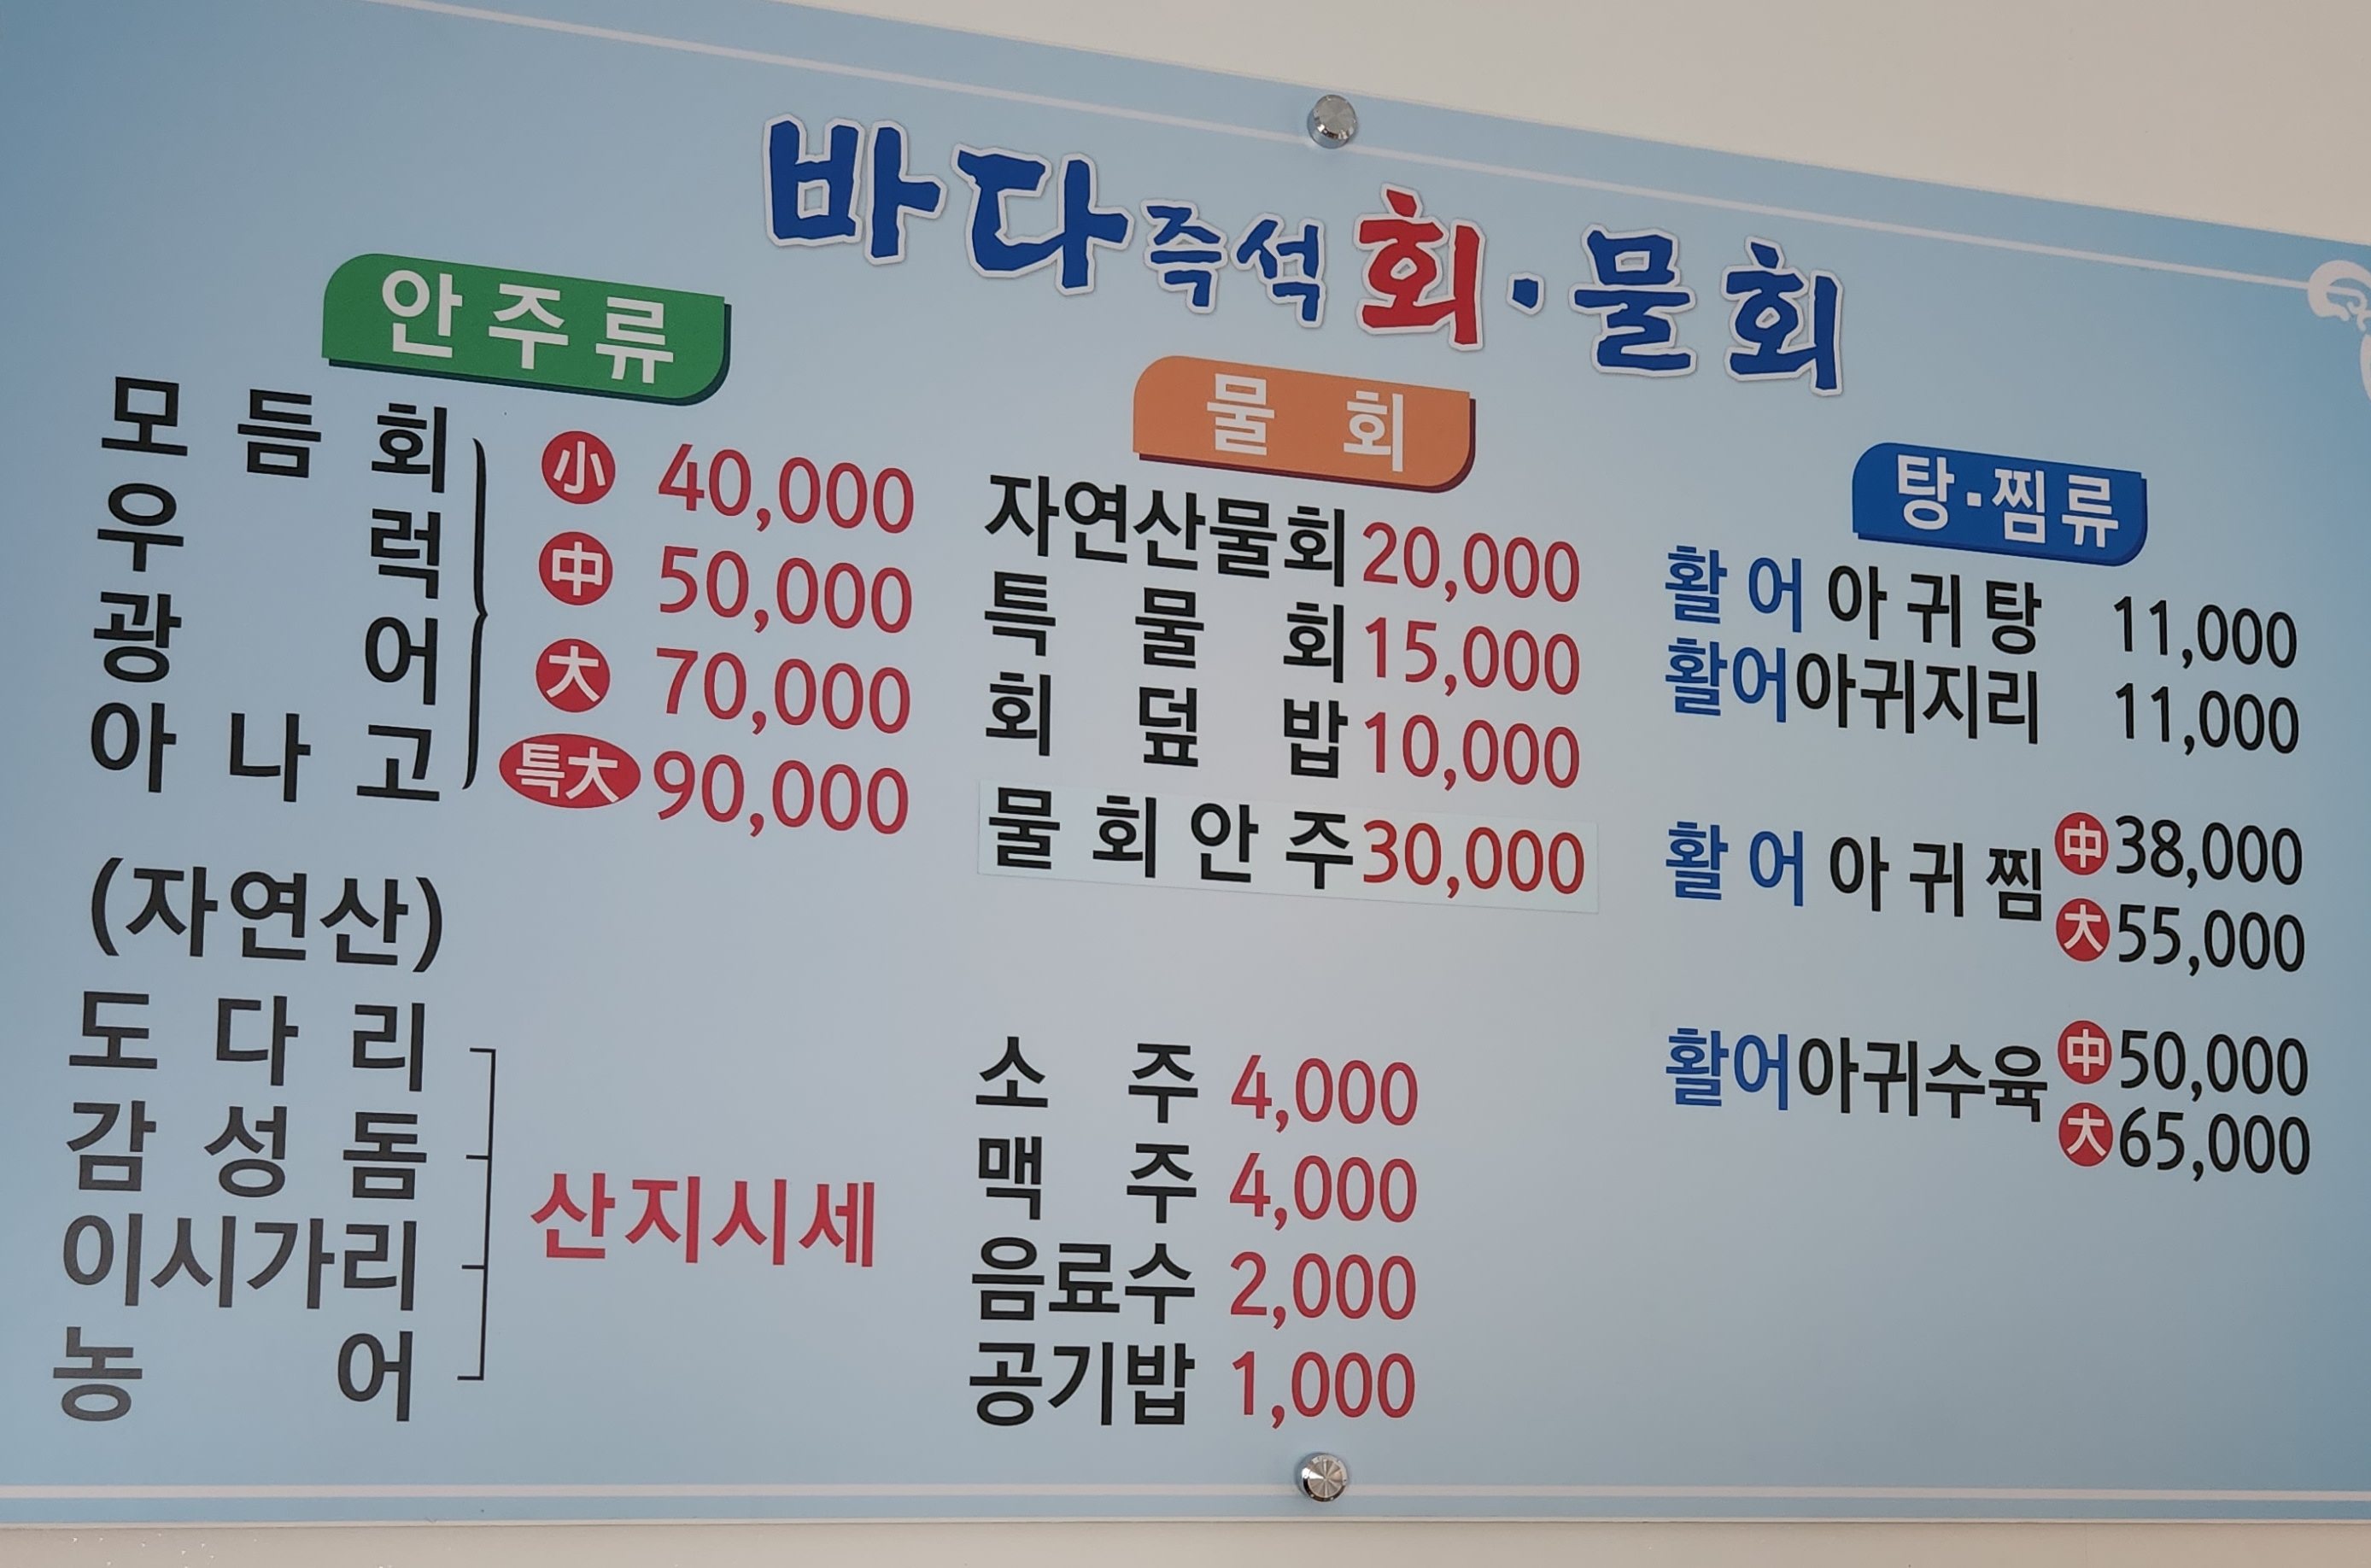 바다즉석회·물회
안주류
모듬회 小 40,000
우럭 中 50,000
광어 大 70,000
아나고 특大 90,000
(자연산)
도다리
감성돔
이시가리
농어
산지시세
물회
자연산물회 20,000
특물회 15,000
회덮밥 10,000
물회안주 30,000
소주 4,000
맥주 4,000
음료수 2,000
공기밥 1,000
탕·찜류
활어아귀탕 11,000
활어아귀지리 11,000
활어아귀찜 中 38,000
大 55,000
활어아귀수육 中 50,000
大 65,000